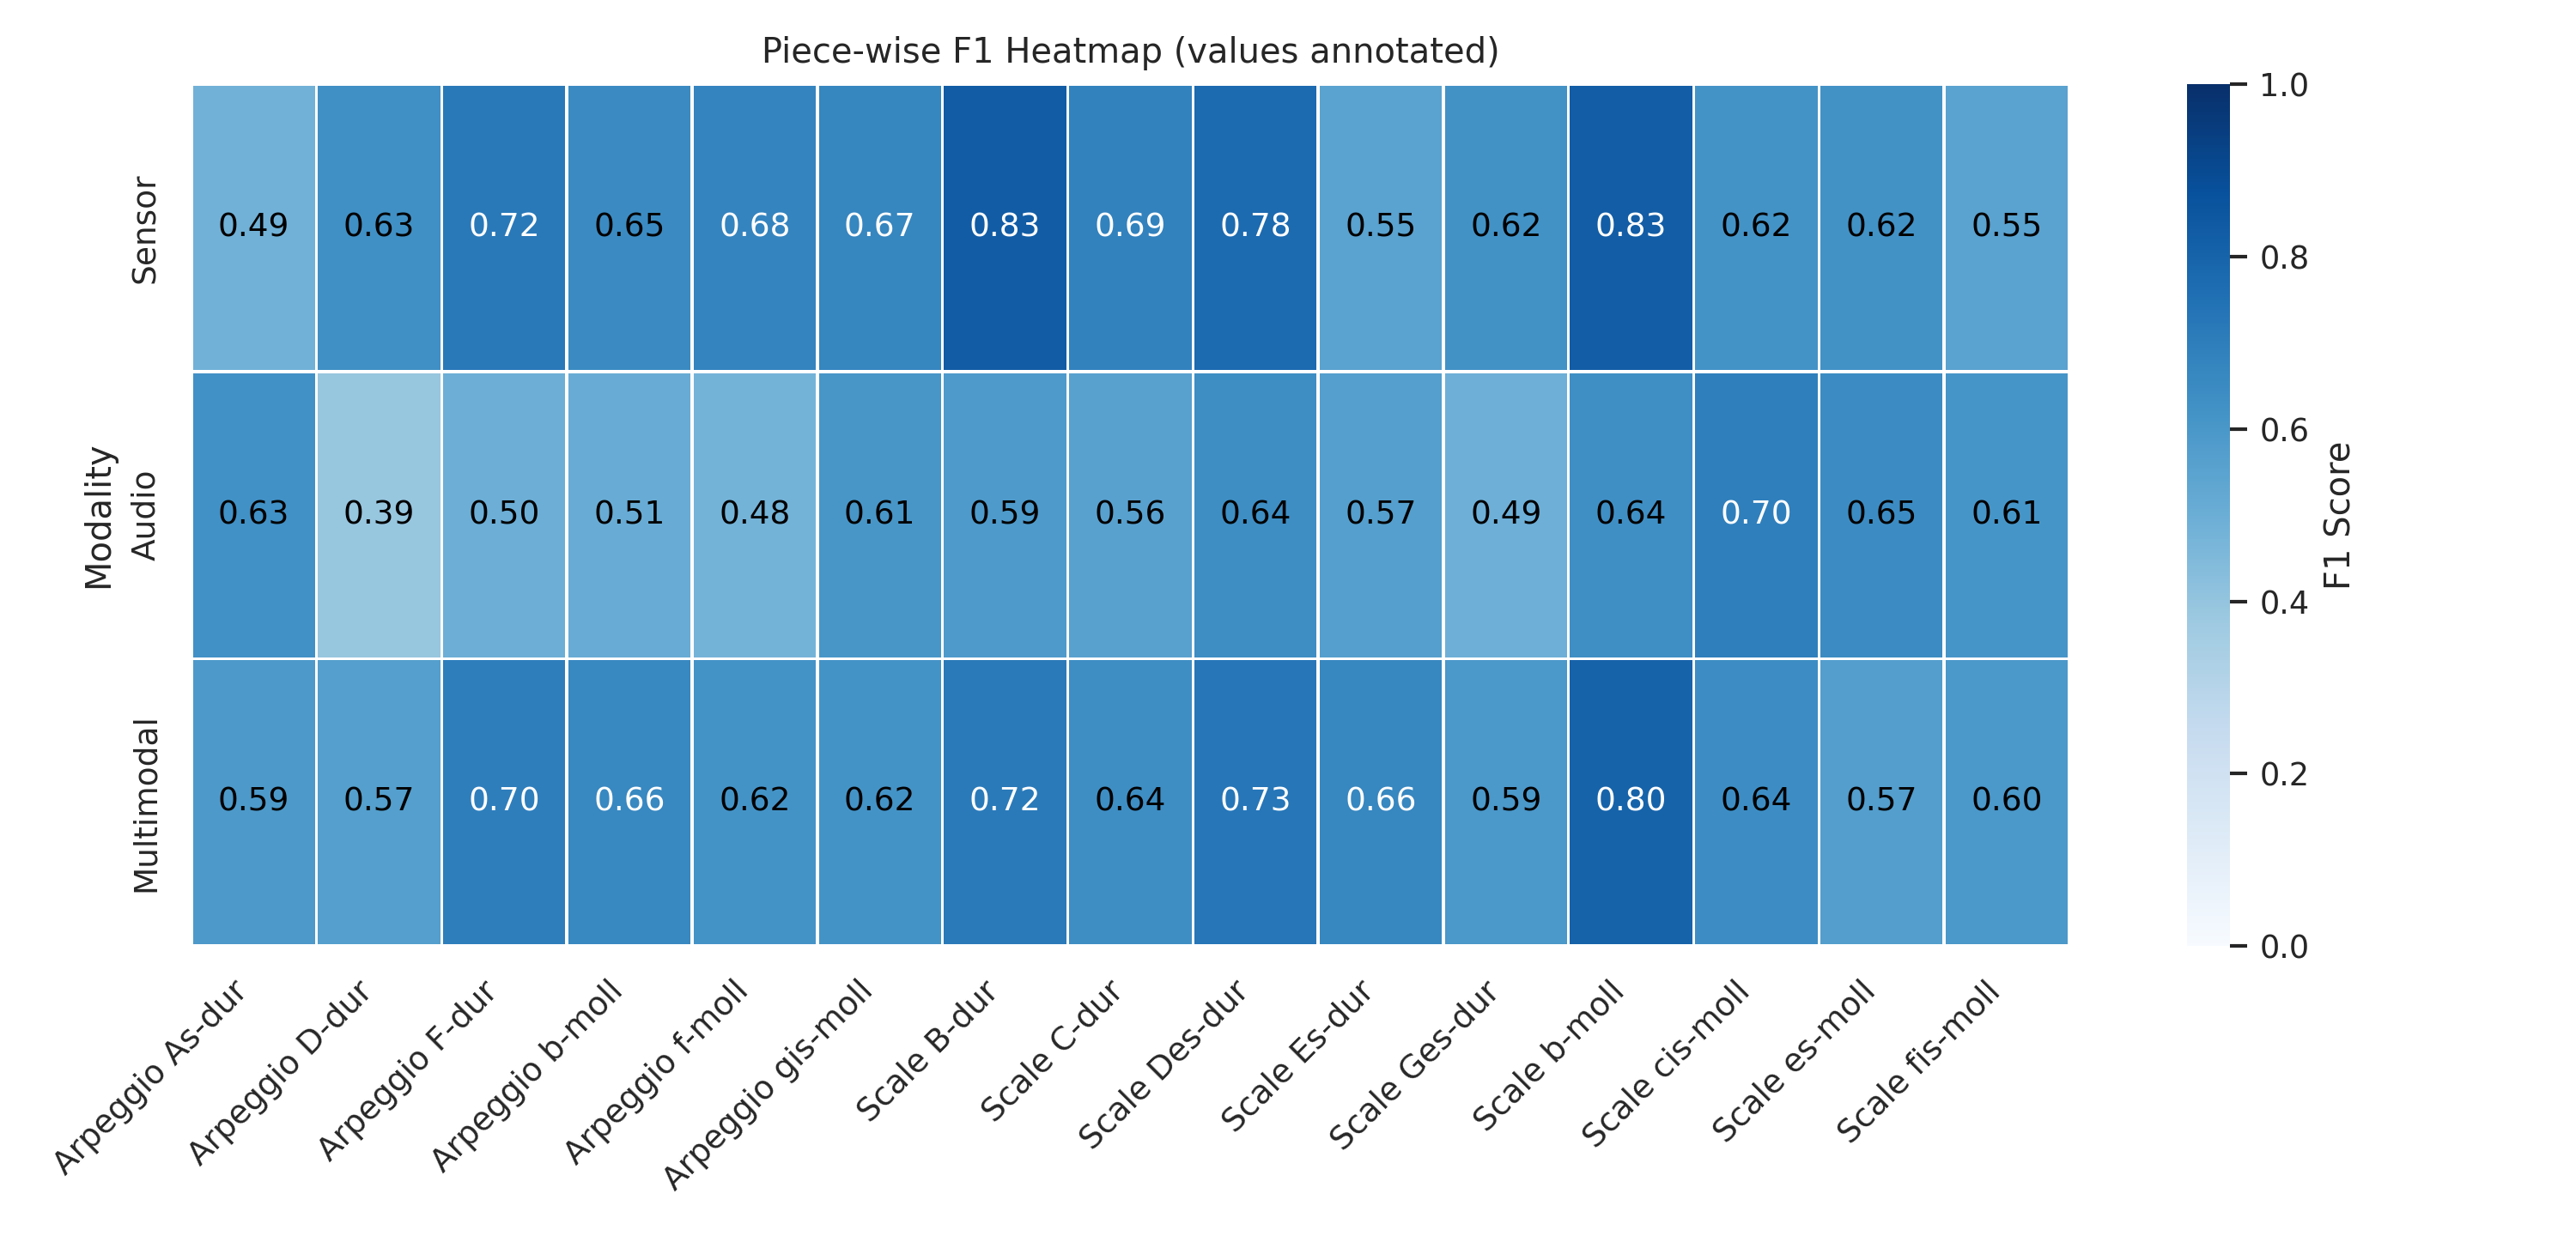 Piece-wise F1 Heatmap (values annotated)
Modality
Sensor
0.49 0.63 0.72 0.65 0.68 0.67 0.83 0.69 0.78 0.55 0.62 0.83 0.62 0.62 0.55
Audio
0.63 0.39 0.50 0.51 0.48 0.61 0.59 0.56 0.64 0.57 0.49 0.64 0.70 0.65 0.61
Multimodal
0.59 0.57 0.70 0.66 0.62 0.62 0.72 0.64 0.73 0.66 0.59 0.80 0.64 0.57 0.60
Arpeggio As-dur
Arpeggio D-dur
Arpeggio F-dur
Arpeggio b-moll
Arpeggio f-moll
Arpeggio gis-moll
Scale B-dur
Scale C-dur
Scale Des-dur
Scale Es-dur
Scale Ges-dur
Scale b-moll
Scale cis-moll
Scale es-moll
Scale fis-moll
1.0
0.8
0.6
0.4
0.2
0.0
F1 Score